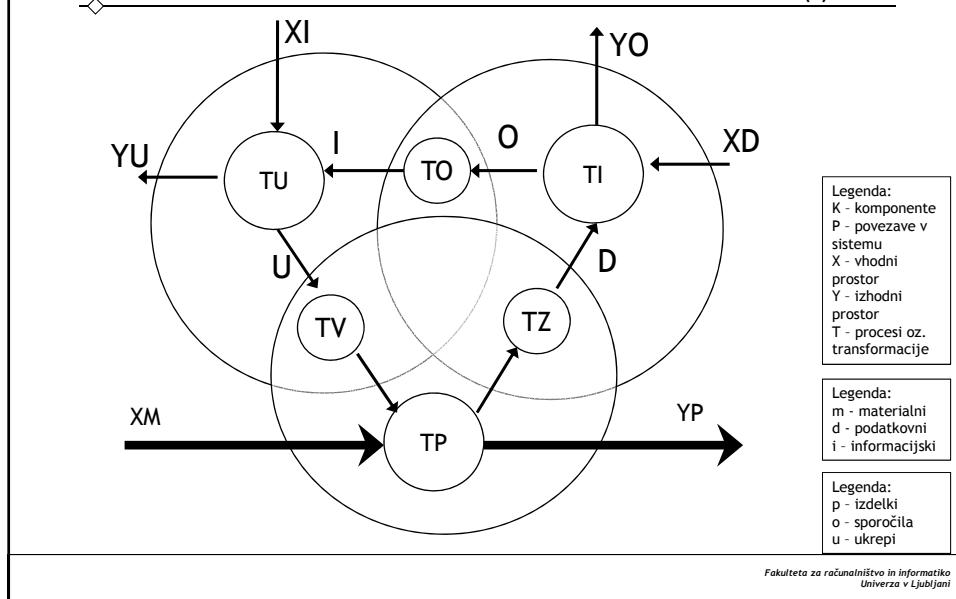 XI
YO
I
O
XD
YU
TU
TO
TI
U
D
TV
TZ
XM
YP
TP
Legenda:
K - komponente
P - povezave v
sistemu
X - vhodni
prostor
Y - izhodni
prostor
T - procesi oz.
transformacije
Legenda:
m - materialni
d - podatkovni
i - informacijski
Legenda:
p - izdelki
o - sporočila
u - ukrepi
Fakulteta za računalništvo in informatiko
Univerza v Ljubljani